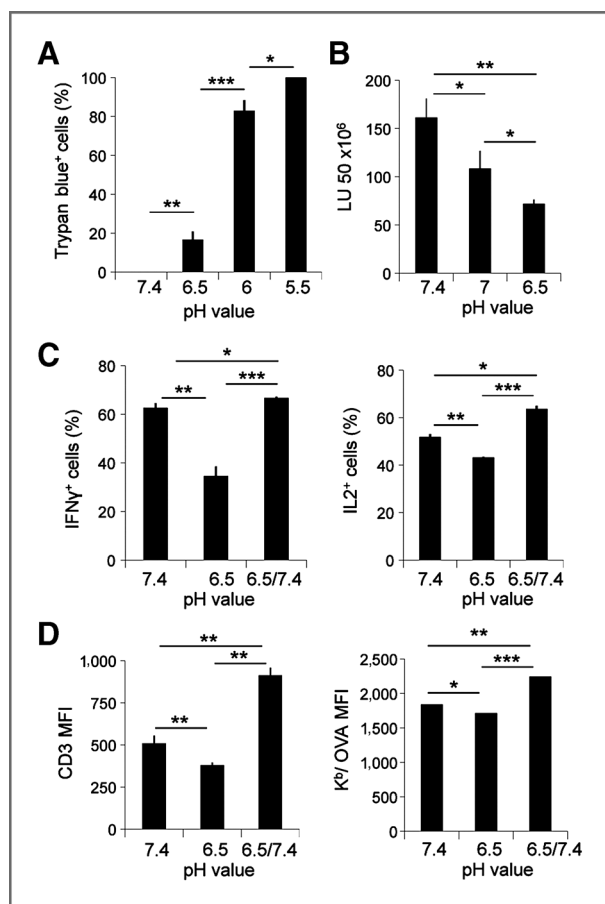 A
Trypan blue⁺ cells (%)
100
80
60
40
20
0
**
***
*
7.4 6.5 6 5.5
pH value
B
LU 50 x10⁶
200
150
100
50
0
**
*
*
7.4 7 6.5
pH value
C
IFNγ⁺ cells (%)
80
60
40
20
0
*
**
***
7.4 6.5 6.5/7.4
pH value
IL2⁺ cells (%)
80
60
40
20
0
*
**
***
7.4 6.5 6.5/7.4
pH value
D
CD3 MFI
1,000
750
500
250
0
**
**
**
7.4 6.5 6.5/7.4
pH value
Kᵇ/ OVA MFI
2,500
2,000
1,500
1,000
500
0
**
*
***
7.4 6.5 6.5/7.4
pH value